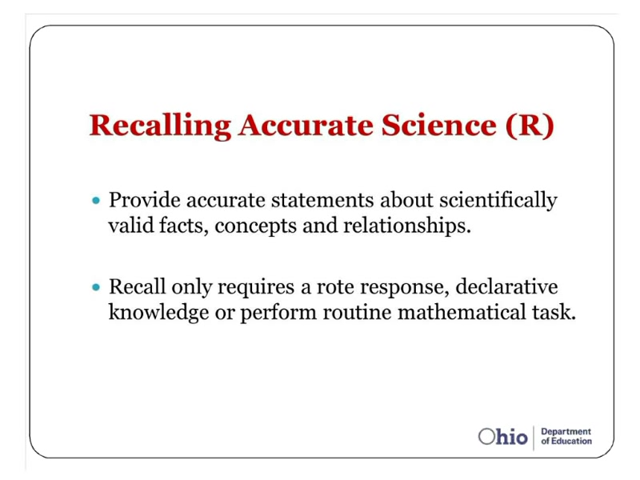 Recalling Accurate Science (R)
• Provide accurate statements about scientifically
valid facts, concepts and relationships.
• Recall only requires a rote response, declarative
knowledge or perform routine mathematical task.
Ohio
Department
of Education